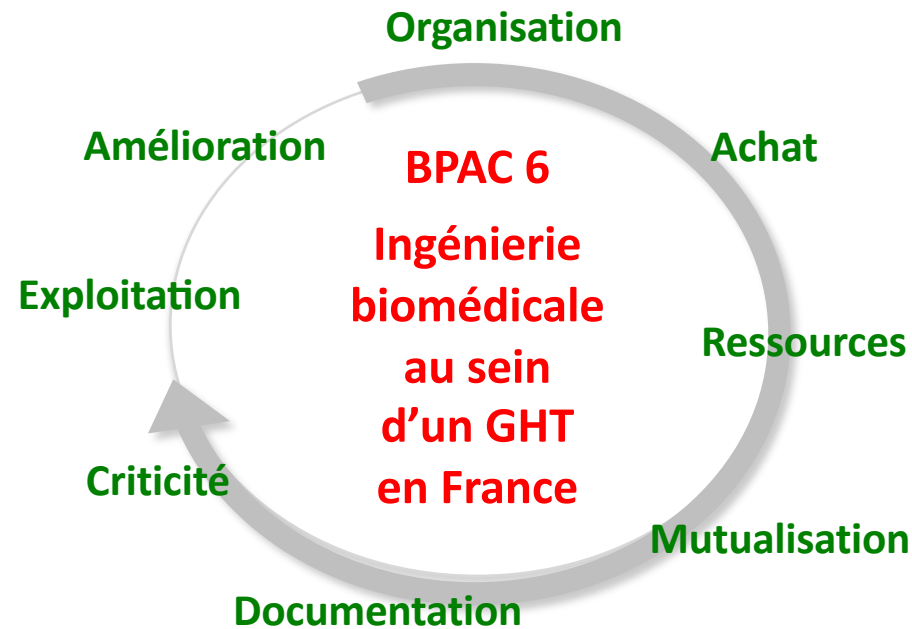 Organisation
Achat
Ressources
Mutualisation
Documentation
Criticité
Exploitation
Amélioration
BPAC 6
Ingénierie
biomédicale
au sein
d’un GHT
en France